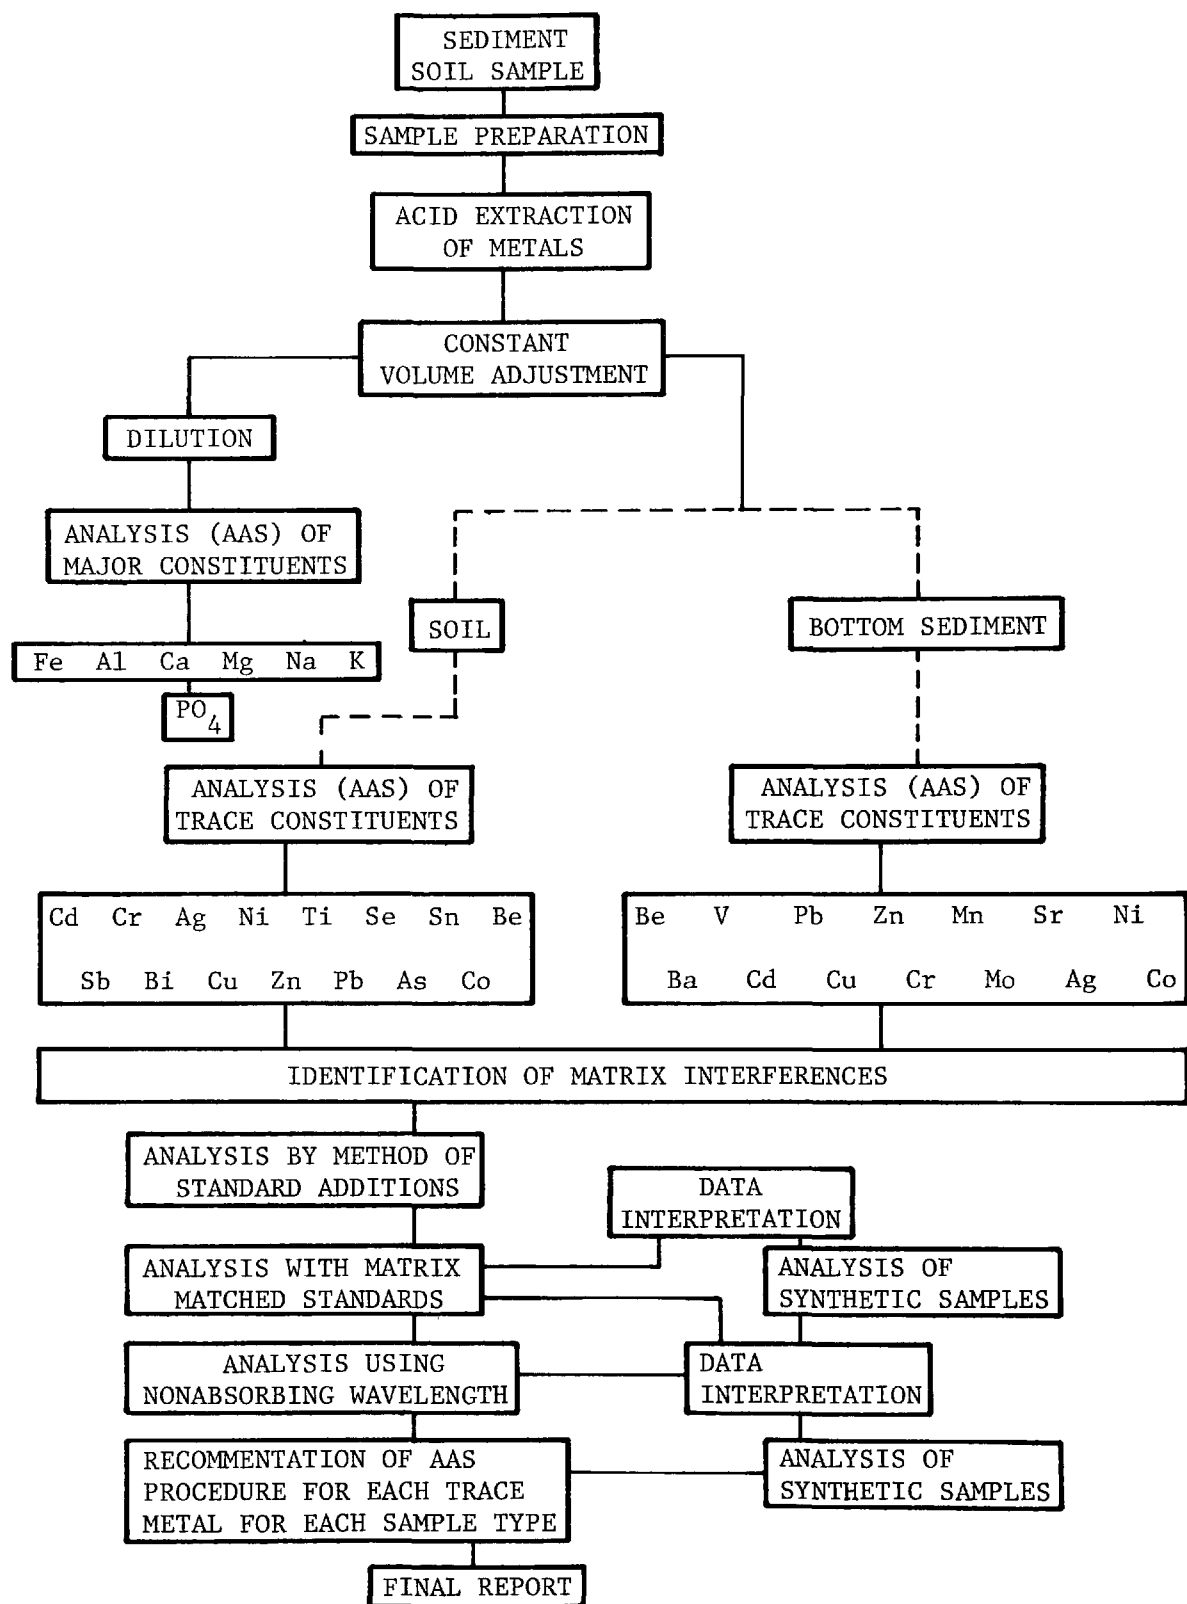 SEDIMENT
SOIL SAMPLE
SAMPLE PREPARATION
ACID EXTRACTION
OF METALS
CONSTANT
VOLUME ADJUSTMENT
DILUTION
ANALYSIS (AAS) OF
MAJOR CONSTITUENTS
Fe Al Ca Mg Na K
PO4
SOIL
BOTTOM SEDIMENT
ANALYSIS (AAS) OF
TRACE CONSTITUENTS
ANALYSIS (AAS) OF
TRACE CONSTITUENTS
Cd Cr Ag Ni Ti Se Sn Be
Sb Bi Cu Zn Pb As Co
Be V Pb Zn Mn Sr Ni
Ba Cd Cu Cr Mo Ag Co
IDENTIFICATION OF MATRIX INTERFERENCES
ANALYSIS BY METHOD OF
STANDARD ADDITIONS
DATA
INTERPRETATION
ANALYSIS WITH MATRIX
MATCHED STANDARDS
ANALYSIS OF
SYNTHETIC SAMPLES
ANALYSIS USING
NONABSORBING WAVELENGTH
DATA
INTERPRETATION
RECOMMENTATION OF AAS
PROCEDURE FOR EACH TRACE
METAL FOR EACH SAMPLE TYPE
ANALYSIS OF
SYNTHETIC SAMPLES
FINAL REPORT